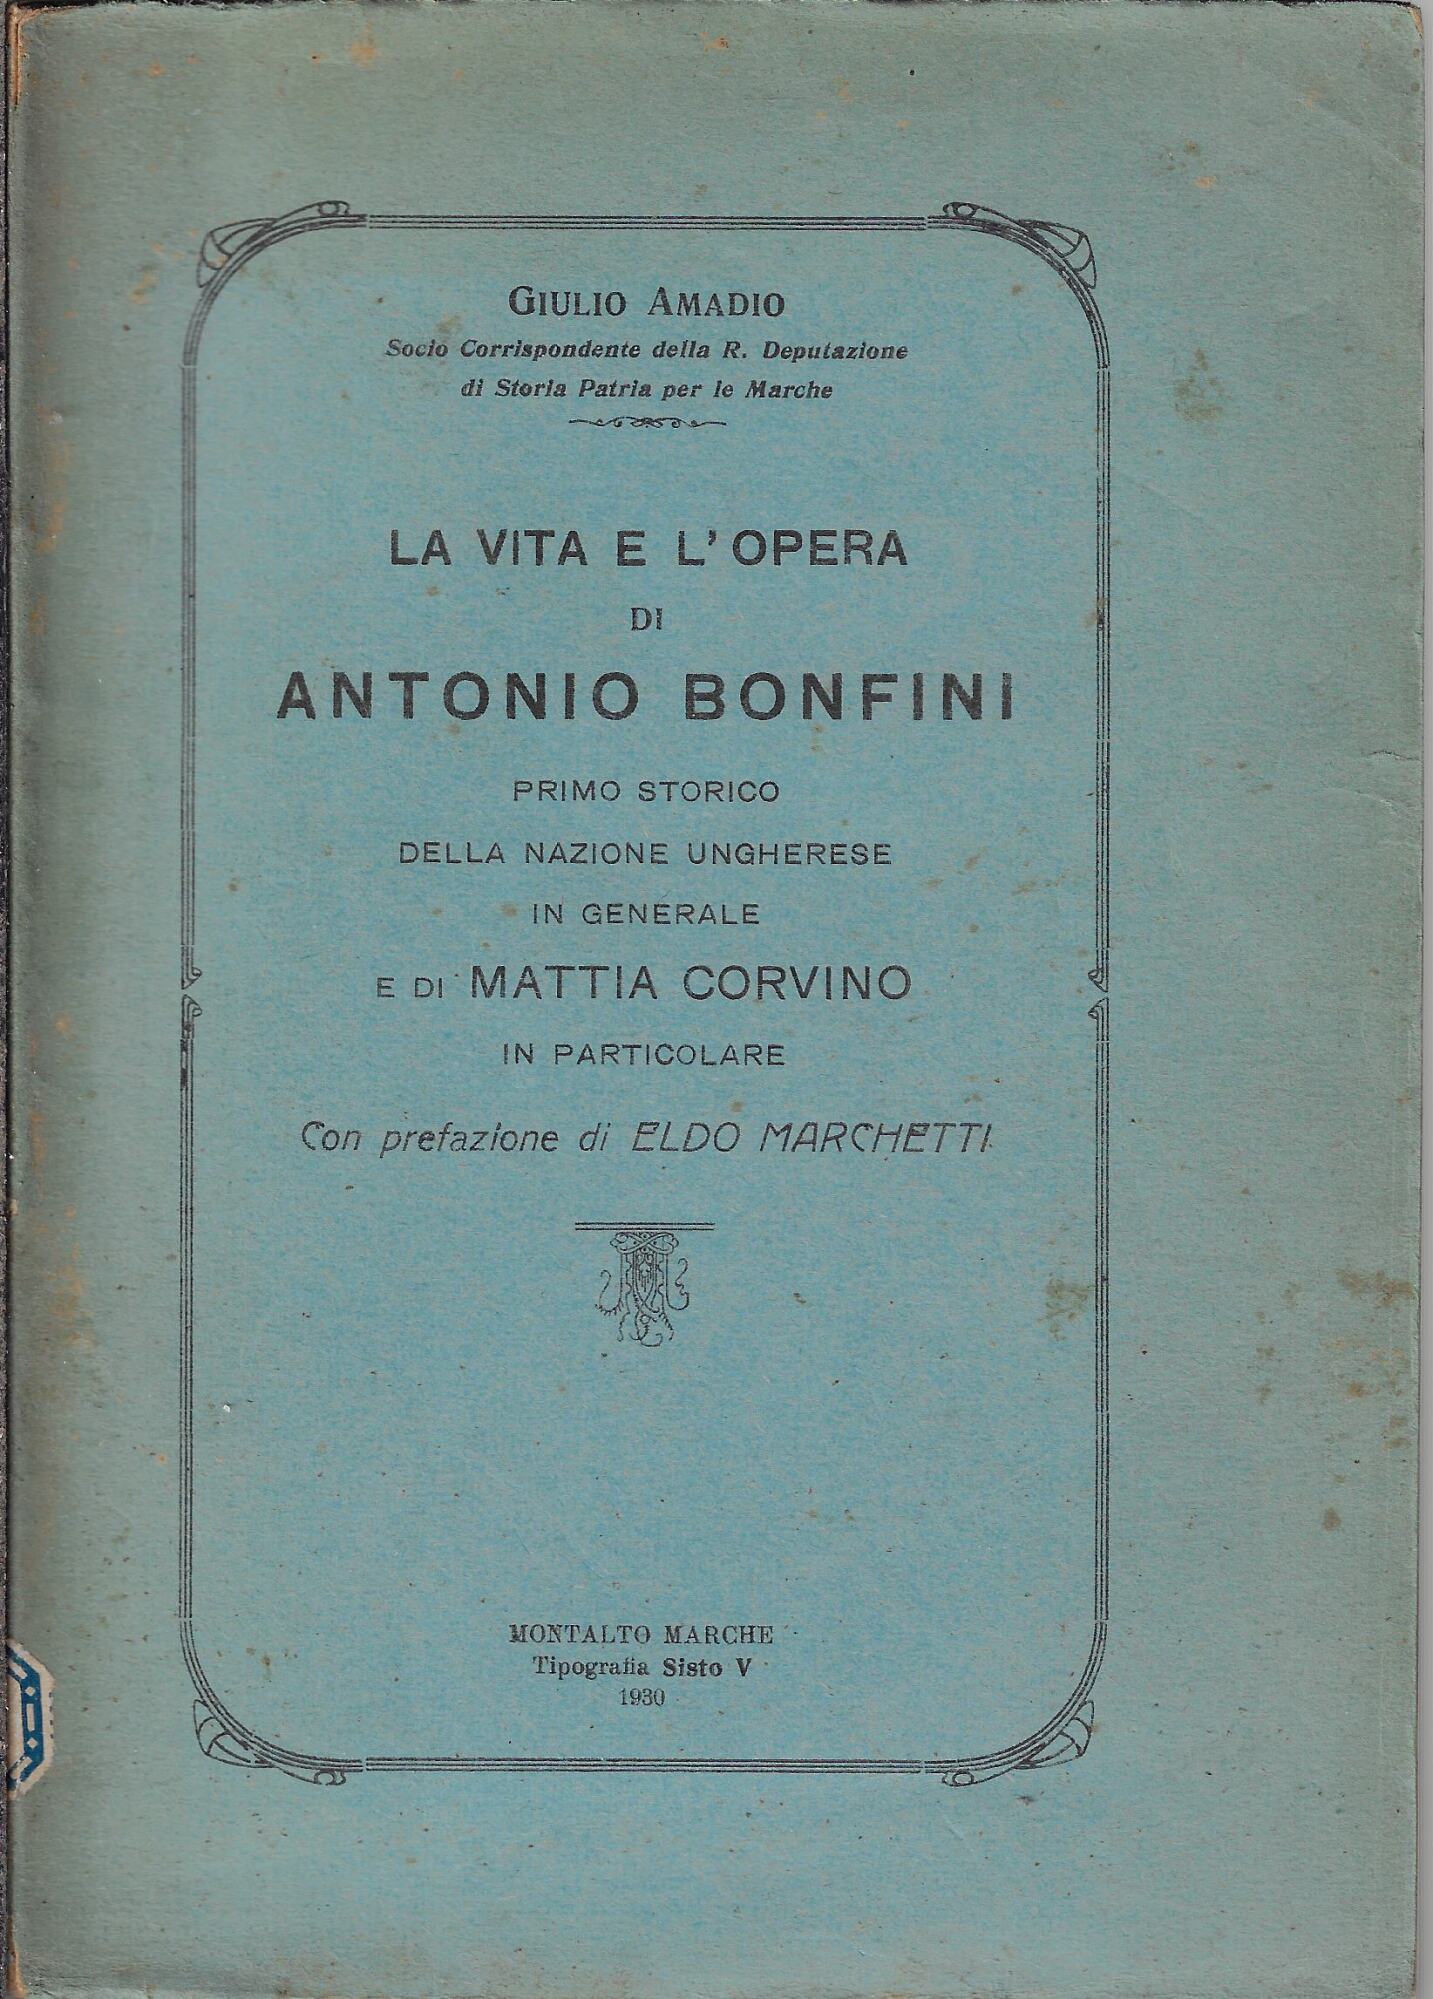 GIULIO AMADIO
Socio Corrispondente della R. Deputazione
di Storia Patria per le Marche
LA VITA E L'OPERA
DI
ANTONIO BONFINI
PRIMO STORICO
DELLA NAZIONE UNGHERESE
IN GENERALE
E DI MATTIA CORVINO
IN PARTICOLARE
Con prefazione di ELDO MARCHETTI
MONTALTO MARCHE
Tipografia Sisto V
1930